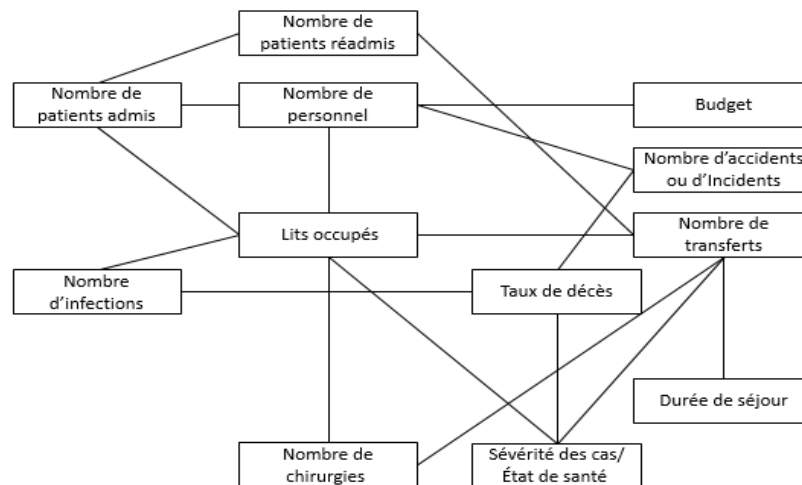 Nombre de
patients réadmis
Nombre de
patients admis
Nombre de
personnel
Budget
Nombre d'accidents
ou d'Incidents
Lits occupés
Nombre de
transferts
Nombre
d'infections
Taux de décès
Durée de séjour
Nombre de
chirurgies
Sévérité des cas/
État de santé